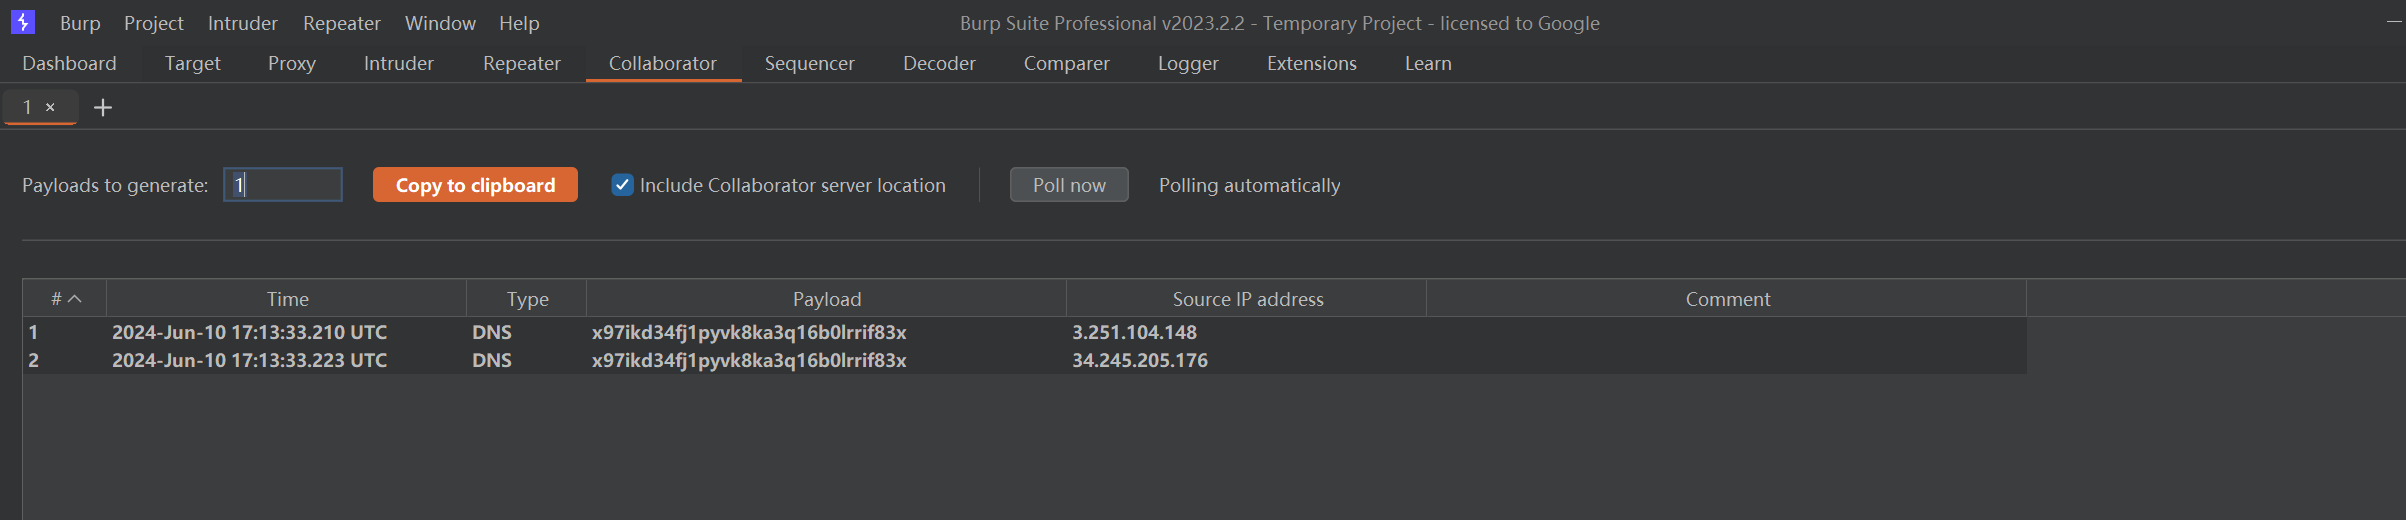 Burp Project Intruder Repeater Window Help Burp Suite Professional v2023.2.2 - Temporary Project - licensed to Google
Dashboard Target Proxy Intruder Repeater Collaborator Sequencer Decoder Comparer Logger Extensions Learn
1 × +
Payloads to generate: 1 Copy to clipboard Include Collaborator server location Poll now Polling automatically
# Time Type Payload Source IP address Comment
1 2024-Jun-10 17:13:33.210 UTC DNS x97ikd34fj1pyvk8ka3q16b0lrrif83x 3.251.104.148
2 2024-Jun-10 17:13:33.223 UTC DNS x97ikd34fj1pyvk8ka3q16b0lrrif83x 34.245.205.176